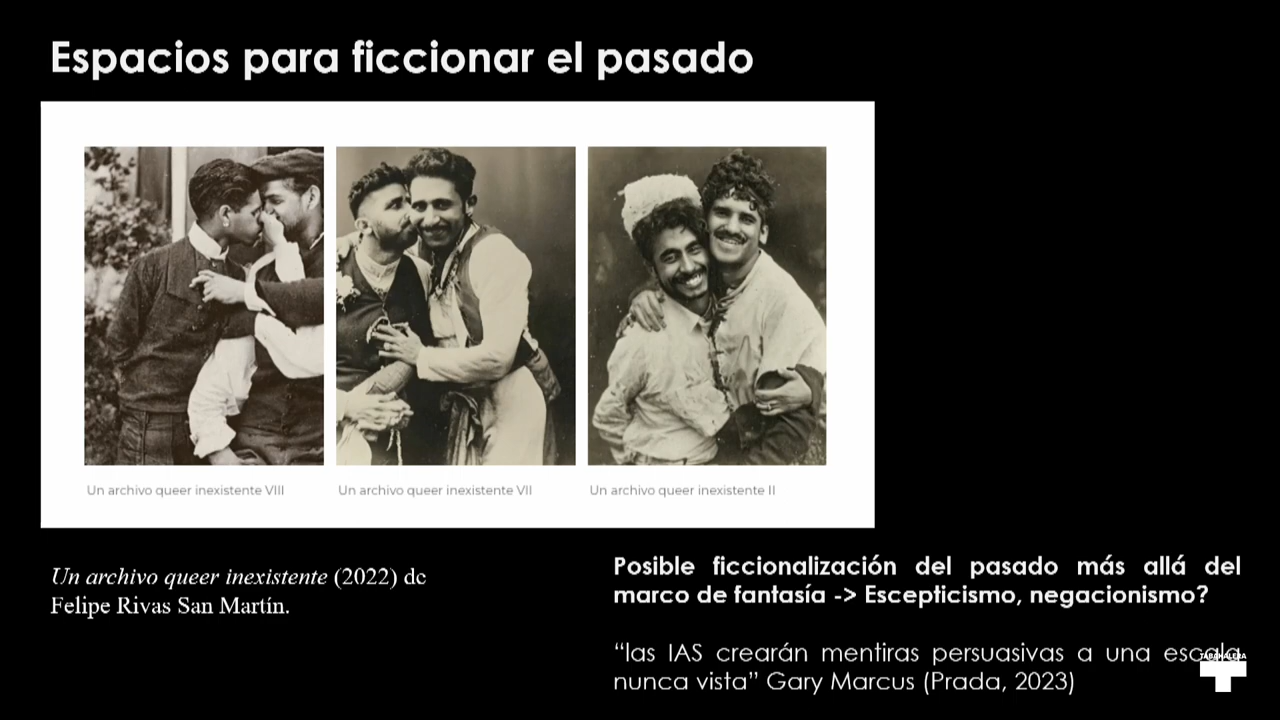 Espacios para ficcionar el pasado
Un archivo queer inexistente VIII
Un archivo queer inexistente VII
Un archivo queer inexistente II
Un archivo queer inexistente (2022) de
Felipe Rivas San Martín.
Posible ficcionalización del pasado más allá del
marco de fantasía -> Escepticismo, negacionismo?
“las IAS crearán mentiras persuasivas a una escala
nunca vista” Gary Marcus (Prada, 2023)
TABAKALERA